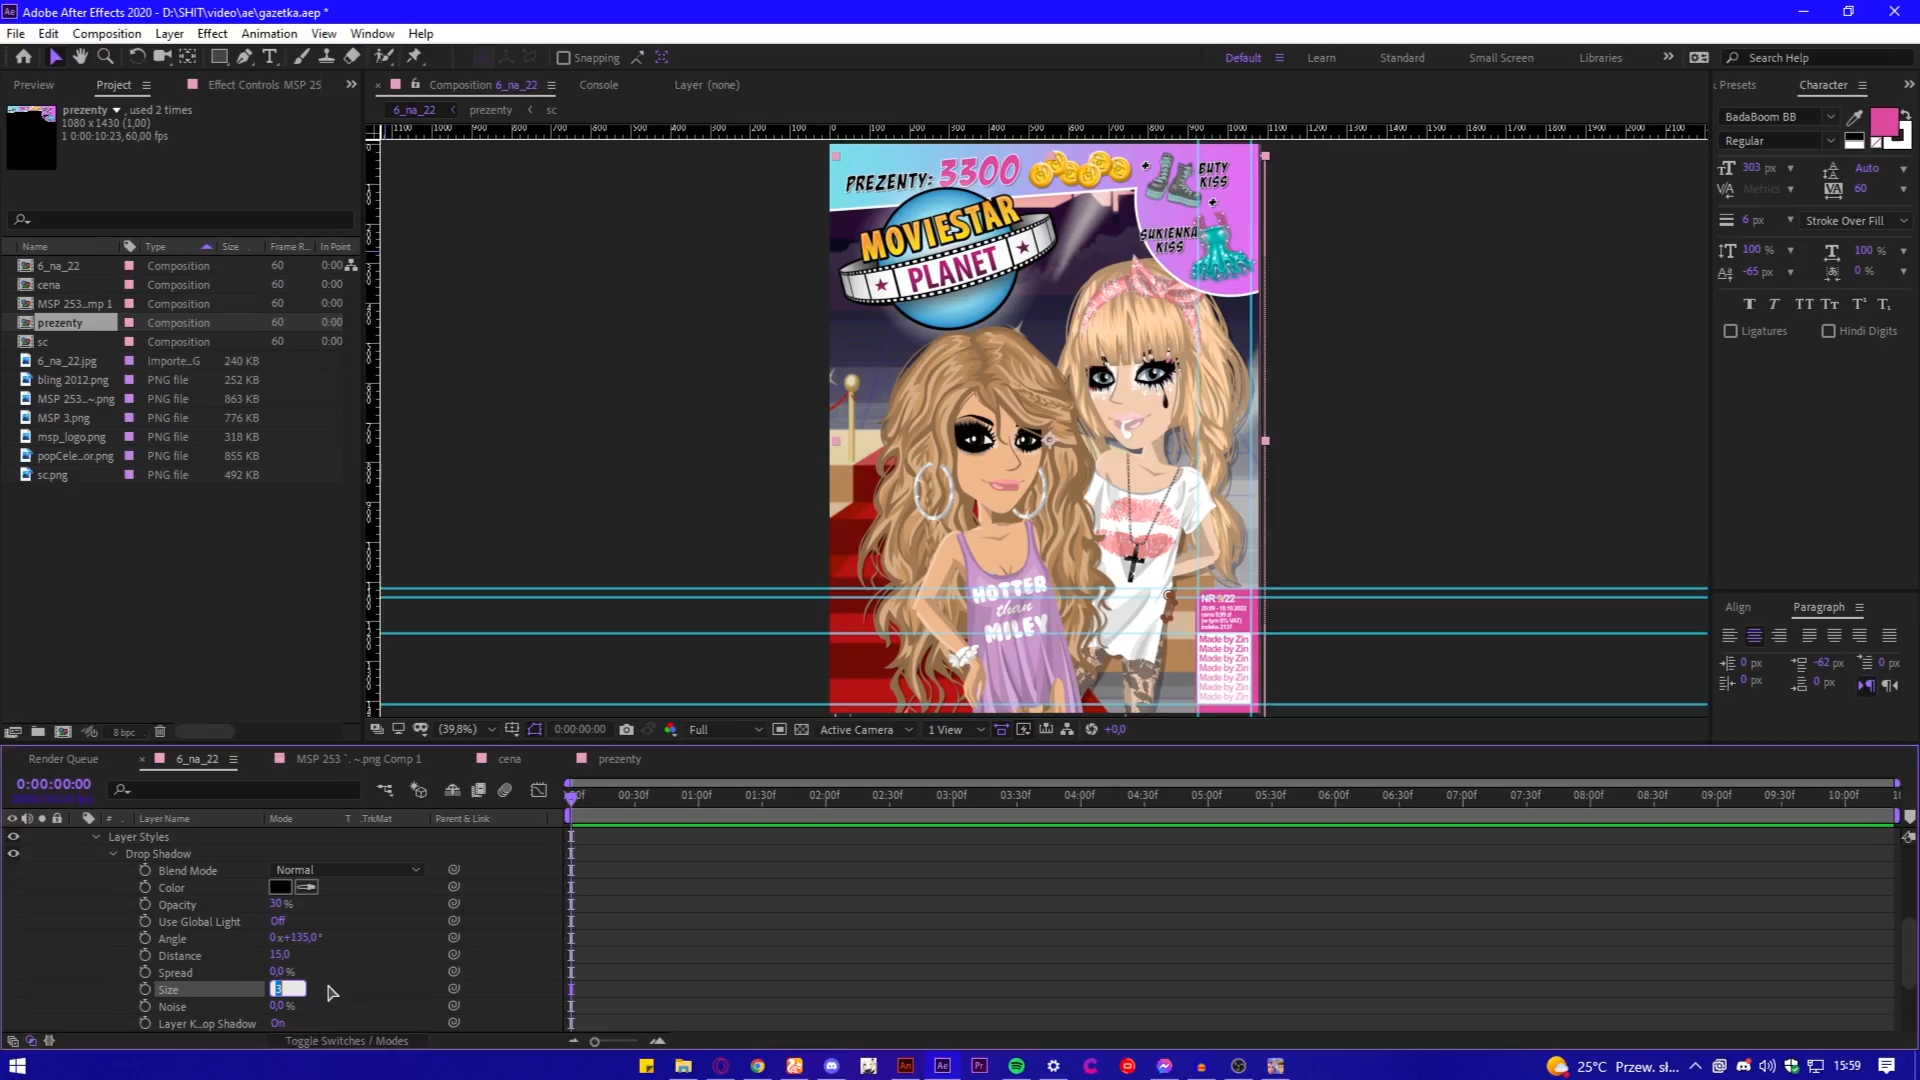 Adobe After Effects 2020 - D:\SHIT\video\ae\gazetka.aep *
File Edit Composition Layer Effect Animation View Window Help
Snapping
Default Learn Standard Small Screen Libraries Search Help
Preview Project Effect Controls MSP 25
Composition 6_na_22 Console Layer (none)
Presets Character
6_na_22 prezenty sc
prezenty , used 2 times
1080 x 1430 (1,00)
1 0:00:10:23, 60,00 fps
BadaBoom BB
Regular
303 px Auto
Metrics 60
6 px Stroke Over Fill
100 % 100 %
-65 px 0 %
Ligatures Hindi Digits
Name Type Size Frame R... In Point
6_na_22 Composition 60 0:00
cena Composition 60 0:00
MSP 253...mp 1 Composition 60 0:00
prezenty Composition 60 0:00
sc Composition 60 0:00
6_na_22.jpg Importe...G 240 KB
bling 2012.png PNG file 252 KB
MSP 253...~.png PNG file 863 KB
MSP 3.png PNG file 776 KB
msp_logo.png PNG file 318 KB
popCele...or.png PNG file 855 KB
sc.png PNG file 492 KB
PREZENTY: 3300
+ BUTY
KISS
+
SUKIENKA
KISS
MOVIESTAR
PLANET
HOTTER
than
MILEY
NR 9/22
Made by Zin
Made by Zin
Made by Zin
Made by Zin
Made by Zin
Made by Zin
Made by Zin
Align Paragraph
0 px -62 px 0 px
0 px 0 px
8 bpc
(39,8%) 0:00:00:00 Full Active Camera 1 View +0,0
Render Queue 6_na_22 MSP 253 `. ~.png Comp 1 cena prezenty
0:00:00:00
00:30f 01:00f 01:30f 02:00f 02:30f 03:00f 03:30f 04:00f 04:30f 05:00f 05:30f 06:00f 06:30f 07:00f 07:30f 08:00f 08:30f 09:00f 09:30f 10:00f
# Layer Name Mode T .TrkMat Parent & Link
Layer Styles
Drop Shadow
Blend Mode Normal
Color
Opacity 30 %
Use Global Light Off
Angle 0 x+135,0°
Distance 15,0
Spread 0,0 %
Size 3
Noise 0,0 %
Layer K...op Shadow On
Toggle Switches / Modes
25°C Przew. sł... 15:59